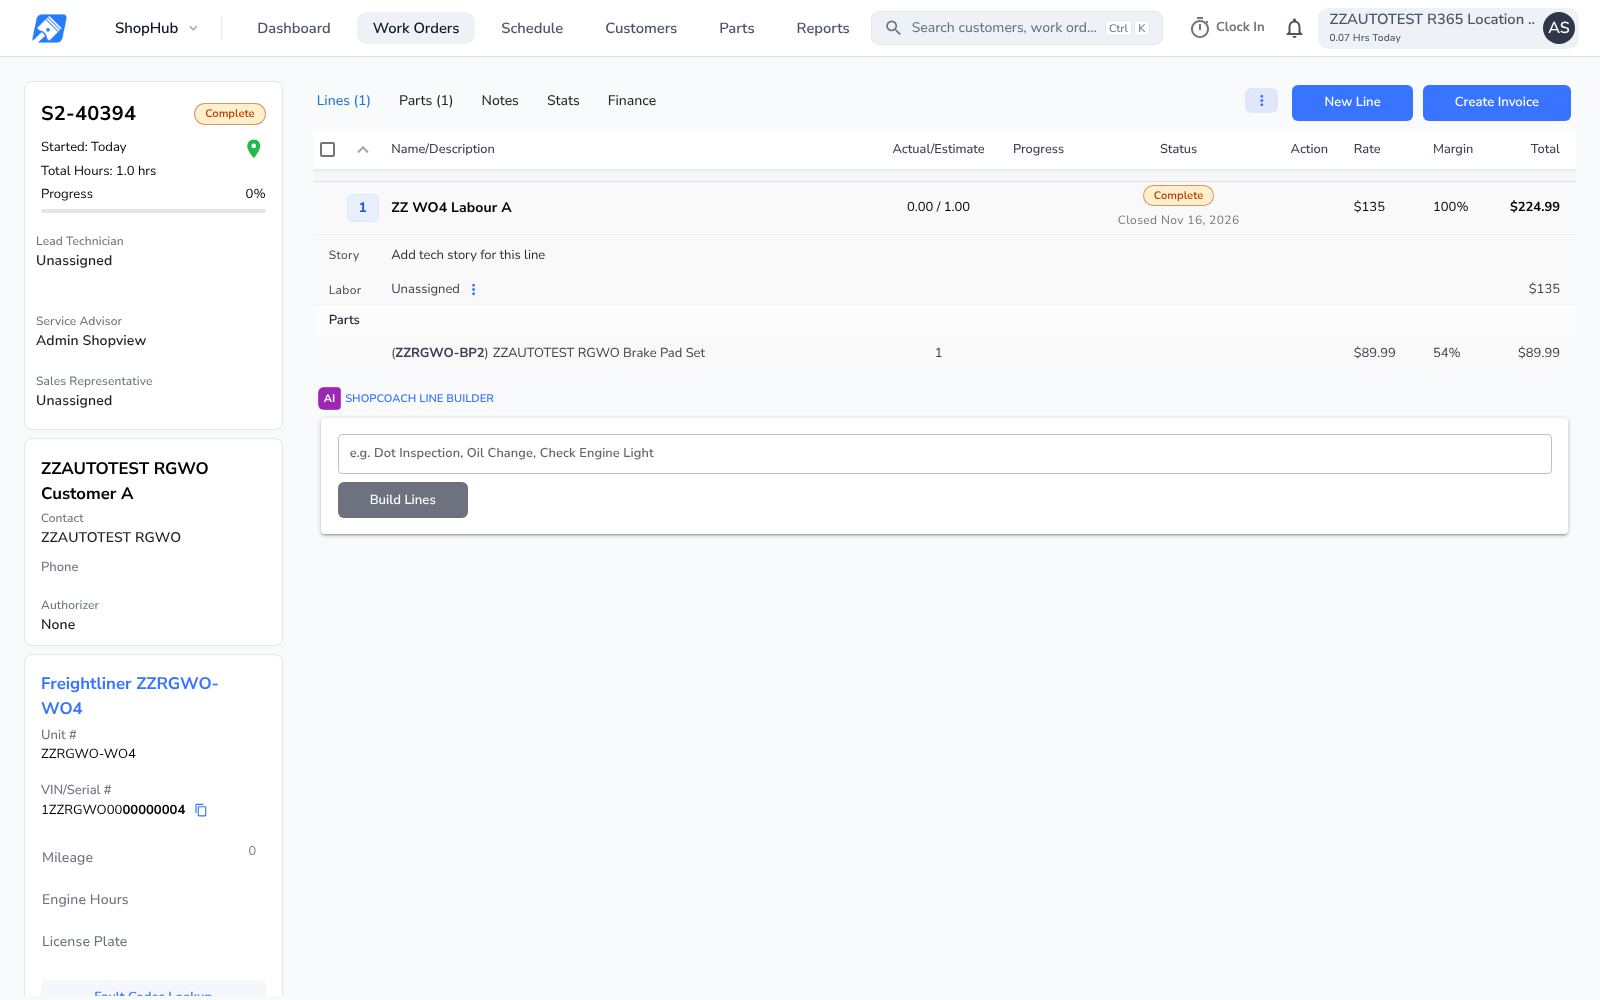 ShopHub
Dashboard
Work Orders
Schedule
Customers
Parts
Reports
Search customers, work ord... Ctrl K
Clock In
ZZAUTOTEST R365 Location ..
0.07 Hrs Today
AS
S2-40394
Complete
Started: Today
Total Hours: 1.0 hrs
Progress 0%
Lead Technician
Unassigned
Service Advisor
Admin Shopview
Sales Representative
Unassigned
ZZAUTOTEST RGWO
Customer A
Contact
ZZAUTOTEST RGWO
Phone
Authorizer
None
Freightliner ZZRGWO-
WO4
Unit #
ZZRGWO-WO4
VIN/Serial #
1ZZRGWO0000000004
Mileage 0
Engine Hours
License Plate
Fault Codes Lookup
Lines (1) Parts (1) Notes Stats Finance
New Line
Create Invoice
Name/Description Actual/Estimate Progress Status Action Rate Margin Total
1 ZZ WO4 Labour A 0.00 / 1.00 Complete $135 100% $224.99
Closed Nov 16, 2026
Story Add tech story for this line
Labor Unassigned $135
Parts
(ZZRGWO-BP2) ZZAUTOTEST RGWO Brake Pad Set 1 $89.99 54% $89.99
AI SHOPCOACH LINE BUILDER
e.g. Dot Inspection, Oil Change, Check Engine Light
Build Lines